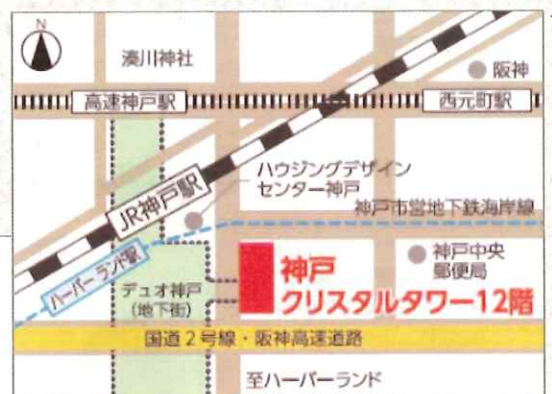 N
湊川神社
阪神
高速神戸駅
西元町駅
ハウジングデザイン
センター神戸
JR神戸駅
神戸市営地下鉄海岸線
ハーバーランド駅
神戸中央
郵便局
神戸
クリスタルタワー12階
デュオ神戸
(地下街)
国道2号線・阪神高速道路
至ハーバーランド